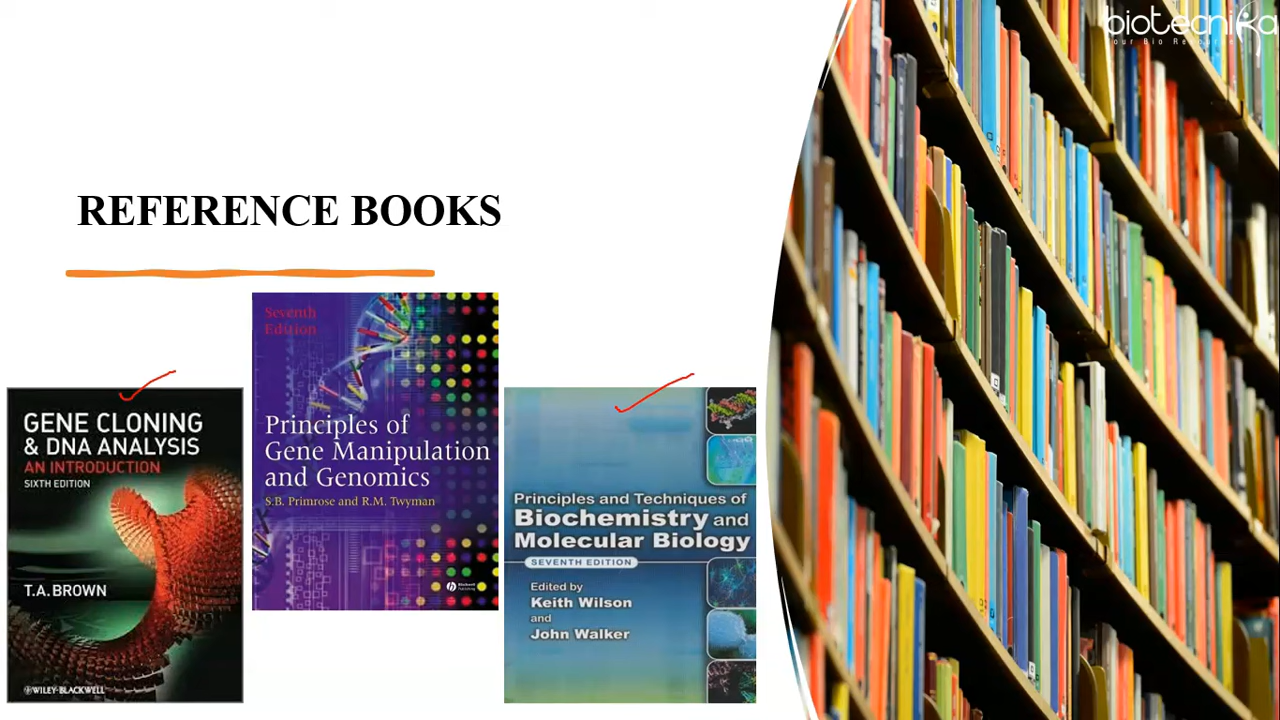 biotecnika
REFERENCE BOOKS
GENE CLONING
& DNA ANALYSIS
AN INTRODUCTION
SIXTH EDITION
T.A. BROWN
WILEY-BLACKWELL
Seventh
Edition
Principles of
Gene Manipulation
and Genomics
S.B. Primrose and R.M. Twyman
Blackwell
Publishing
Principles and Techniques of
Biochemistry and
Molecular Biology
SEVENTH EDITION
Edited by
Keith Wilson
and
John Walker